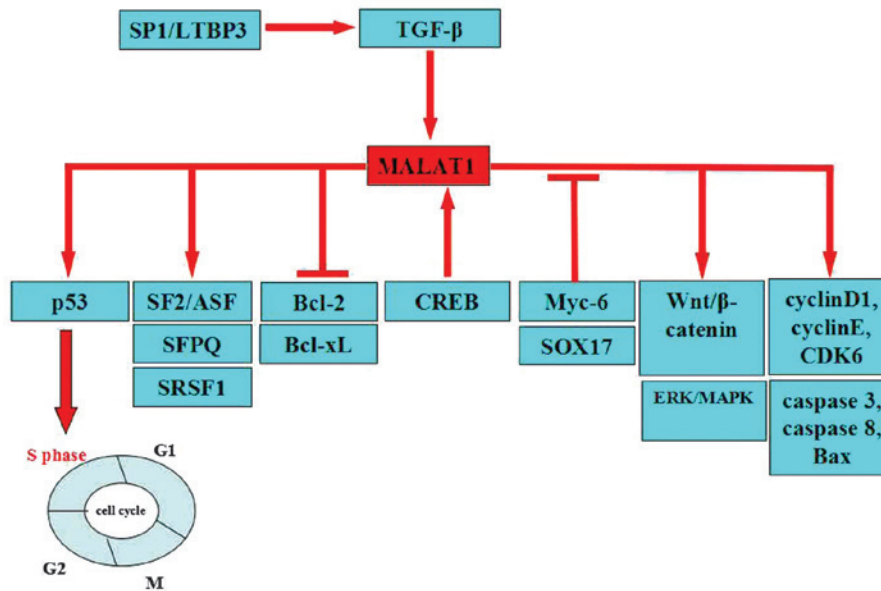 SP1/LTBP3
TGF-β
MALAT1
p53
SF2/ASF
SFPQ
SRSF1
Bcl-2
Bcl-xL
CREB
Myc-6
SOX17
Wnt/β-
catenin
ERK/MAPK
cyclinD1,
cyclinE,
CDK6
caspase 3,
caspase 8,
Bax
S phase
G1
cell cycle
G2
M